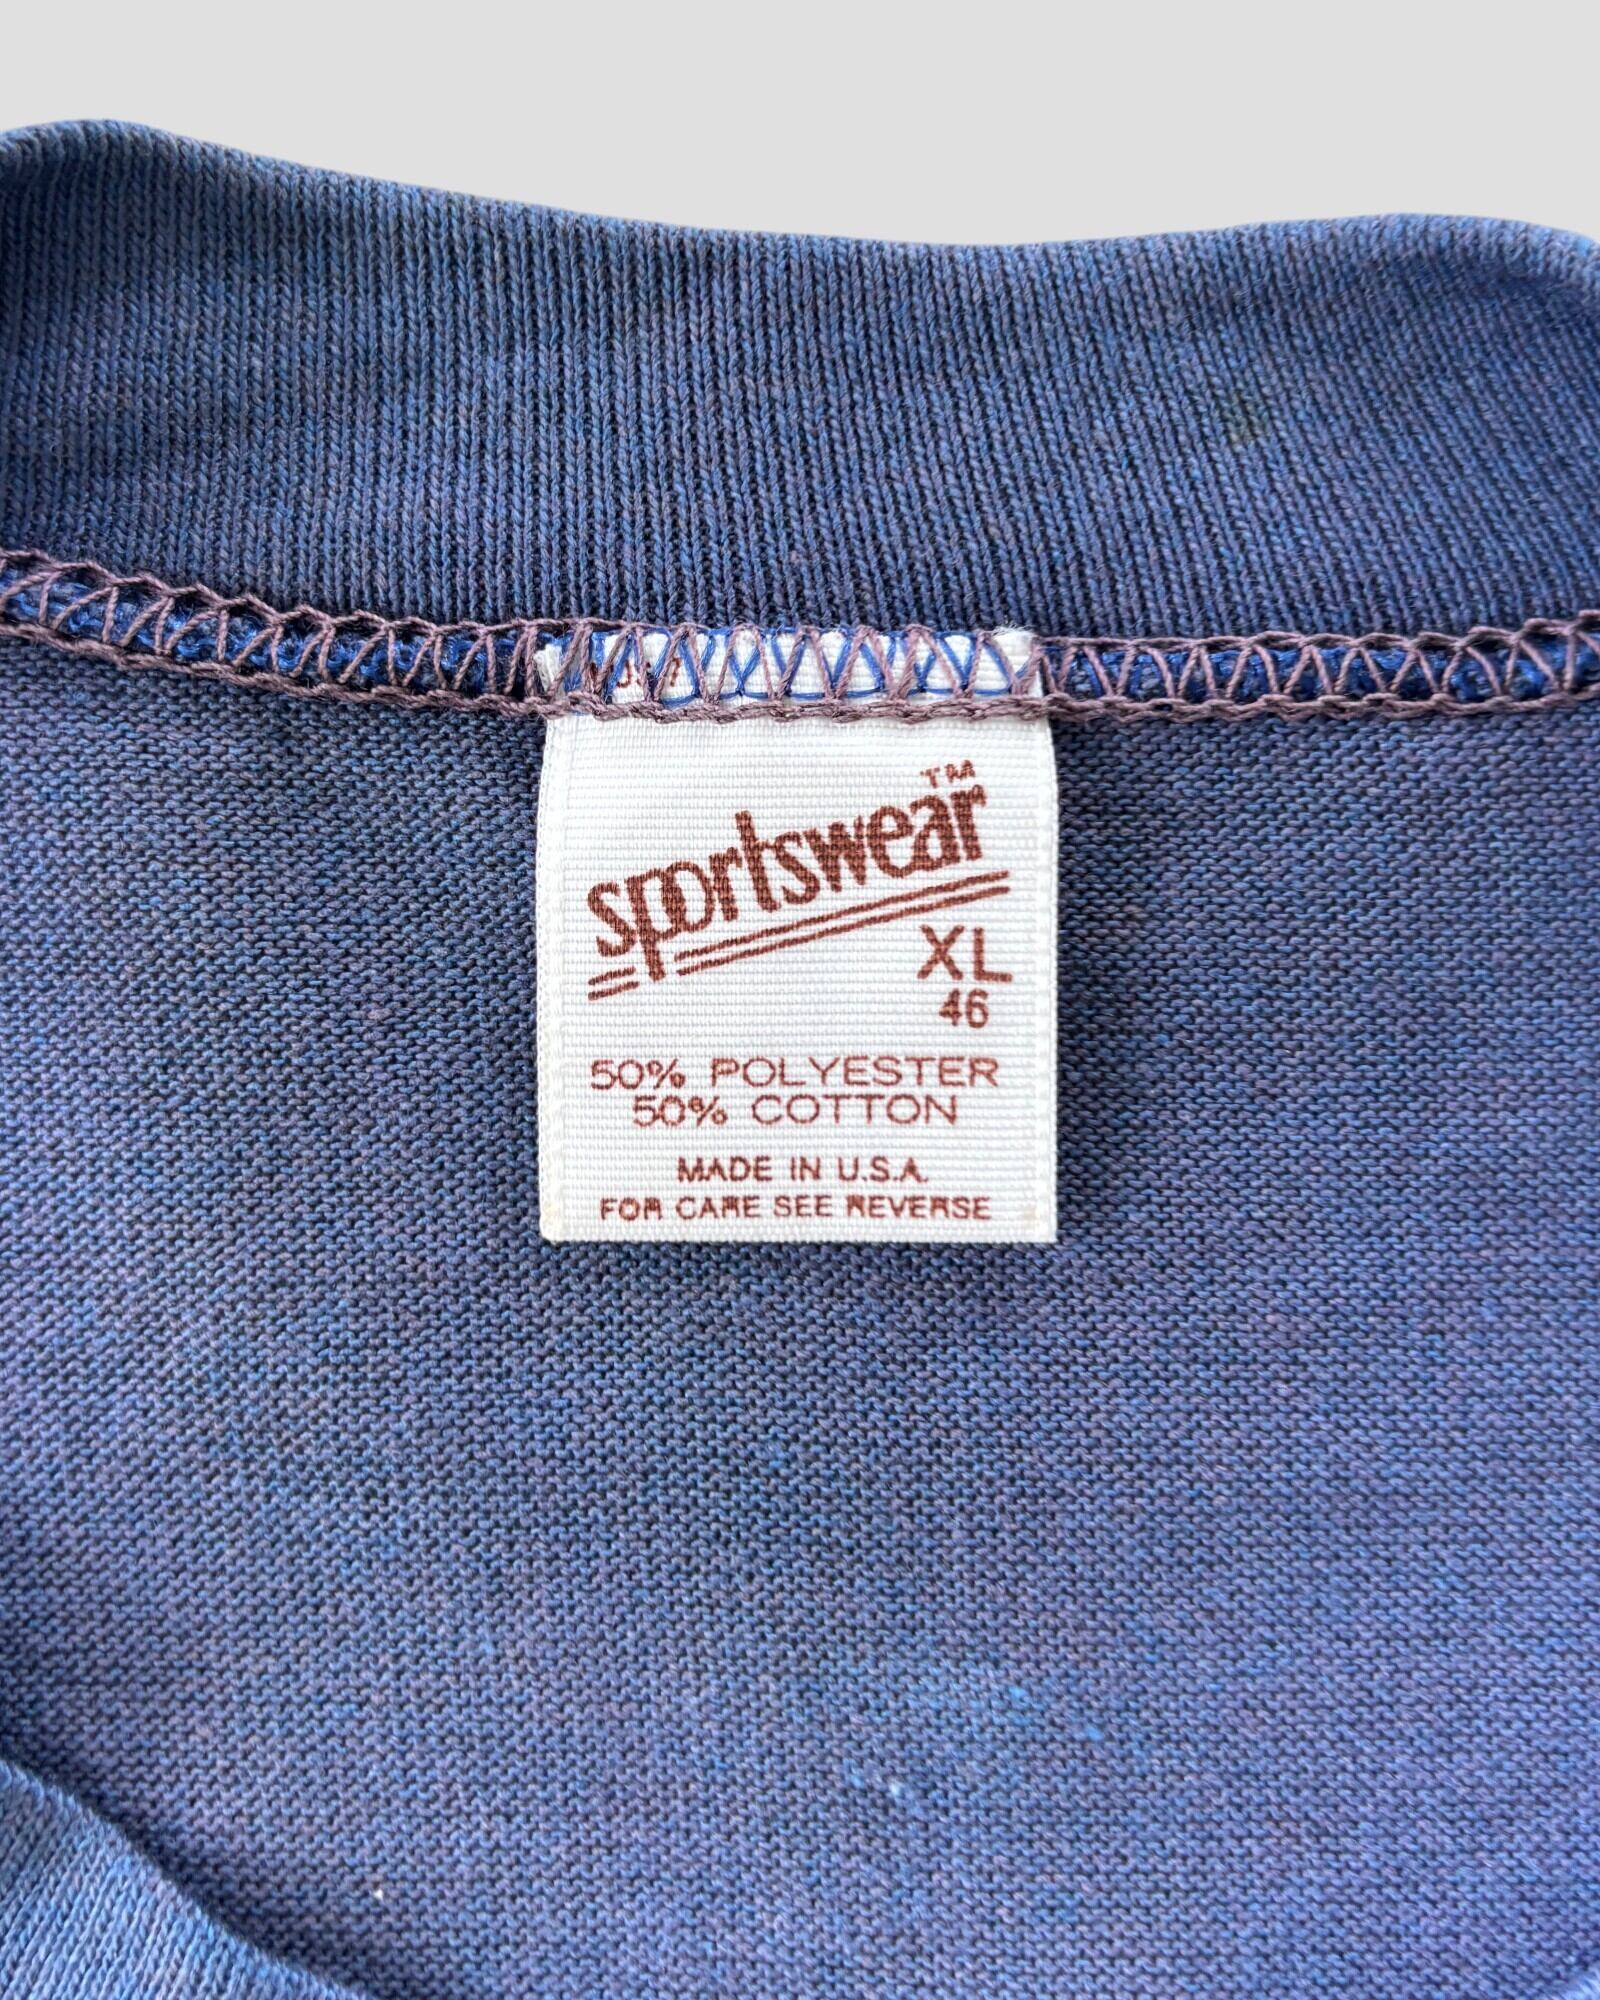 sportswear™
XL
46
50% POLYESTER
50% COTTON
MADE IN U.S.A.
FOR CARE SEE REVERSE